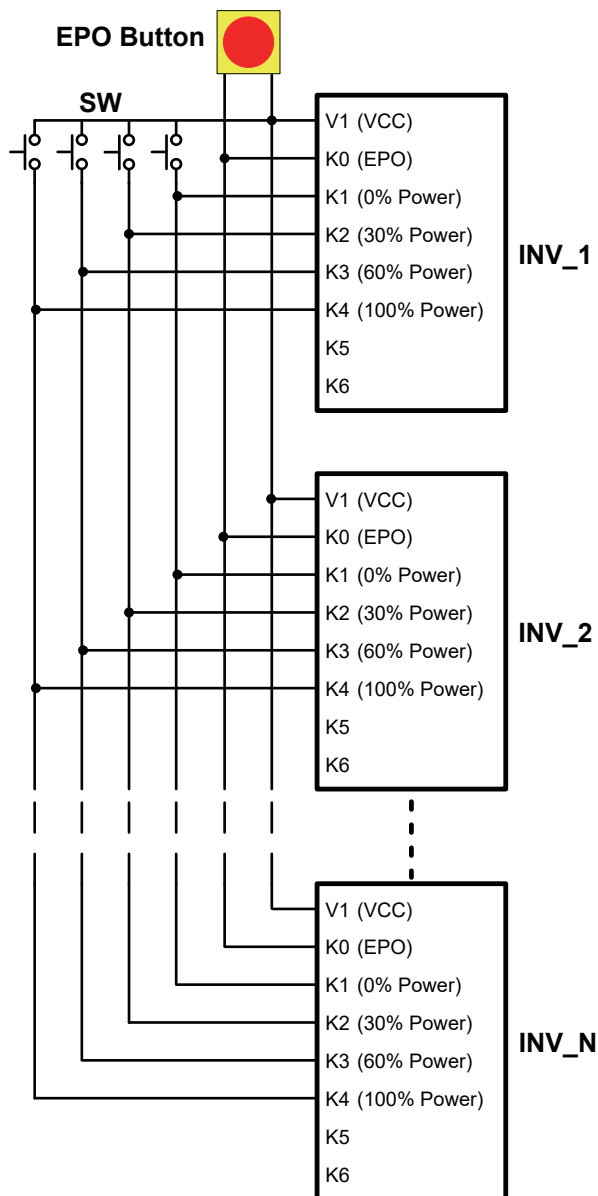 EPO Button
SW
V1 (VCC)
K0 (EPO)
K1 (0% Power)
K2 (30% Power)
K3 (60% Power)
K4 (100% Power)
K5
K6
INV_1
V1 (VCC)
K0 (EPO)
K1 (0% Power)
K2 (30% Power)
K3 (60% Power)
K4 (100% Power)
K5
K6
INV_2
V1 (VCC)
K0 (EPO)
K1 (0% Power)
K2 (30% Power)
K3 (60% Power)
K4 (100% Power)
K5
K6
INV_N